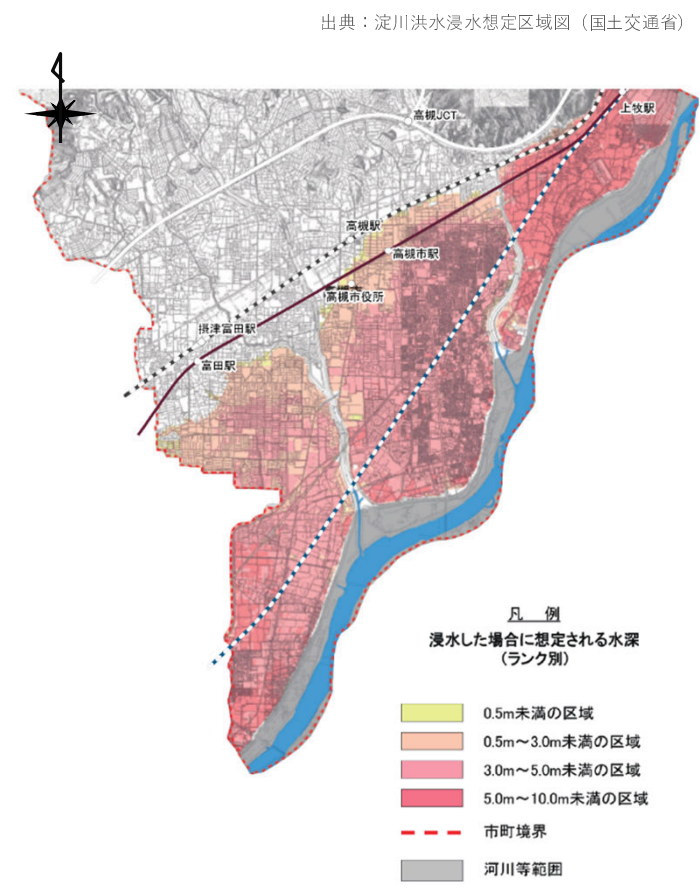 出典：淀川洪水浸水想定区域図（国土交通省）
上牧駅
高槻JCT
高槻駅
高槻市駅
高槻市役所
摂津富田駅
富田駅
凡　例
浸水した場合に想定される水深
（ランク別）
0.5m未満の区域
0.5m～3.0m未満の区域
3.0m～5.0m未満の区域
5.0m～10.0m未満の区域
市町境界
河川等範囲